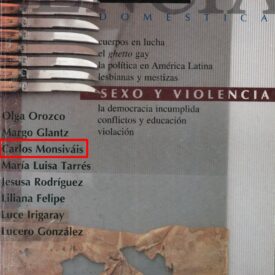 DOMESTICA
cuerpos en lucha
el ghetto gay
la política en América Latina
lesbianas y mestizas
SEXO Y VIOLENCIA
la democracia incumplida
conflictos y educación
violación
Olga Orozco
Margo Glantz
Carlos Monsiváis
María Luisa Tarrés
Jesusa Rodríguez
Liliana Felipe
Luce Irigaray
Lucero González